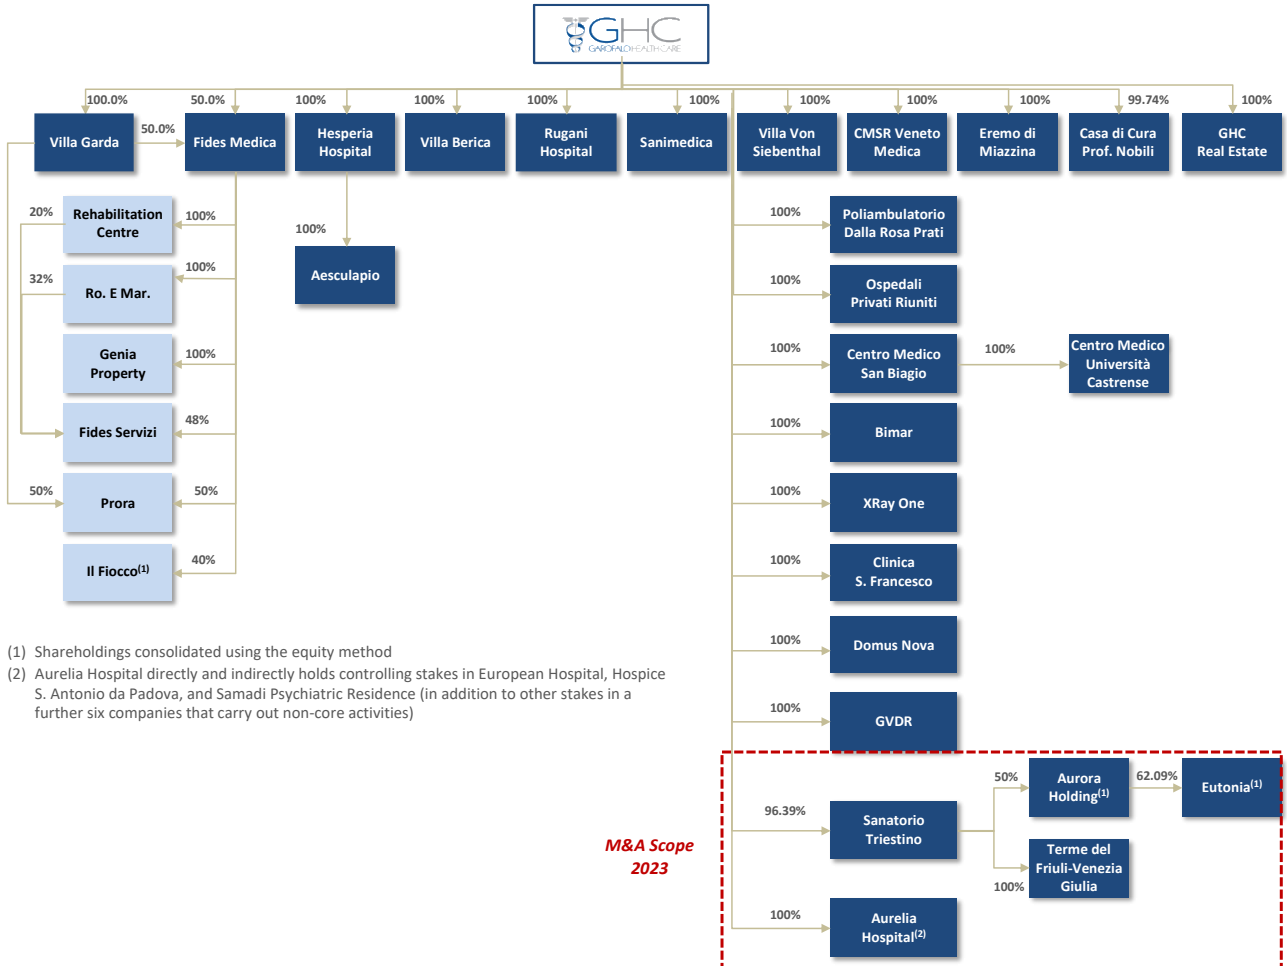 GHC
GAROFALOHEALTHCARE
100.0%
50.0%
100%
100%
100%
100%
100%
100%
100%
99.74%
100%
Villa Garda
50.0%
Fides Medica
Hesperia
Hospital
Villa Berica
Rugani
Hospital
Sanimedica
Villa Von
Siebenthal
CMSR Veneto
Medica
Eremo di
Miazzina
Casa di Cura
Prof. Nobili
GHC
Real Estate
20%
Rehabilitation
Centre
100%
100%
Aesculapio
32%
Ro. E Mar.
100%
Genia
Property
100%
Fides Servizi
48%
50%
Prora
50%
Il Fiocco(1)
40%
100%
Poliambulatorio
Dalla Rosa Prati
100%
Ospedali
Privati Riuniti
100%
Centro Medico
San Biagio
100%
Centro Medico
Università
Castrense
100%
Bimar
100%
XRay One
100%
Clinica
S. Francesco
100%
Domus Nova
100%
GVDR
(1) Shareholdings consolidated using the equity method
(2) Aurelia Hospital directly and indirectly holds controlling stakes in European Hospital, Hospice
S. Antonio da Padova, and Samadi Psychiatric Residence (in addition to other stakes in a
further six companies that carry out non-core activities)
M&A Scope
2023
96.39%
Sanatorio
Triestino
50%
Aurora
Holding(1)
62.09%
Eutonia(1)
100%
Terme del
Friuli-Venezia
Giulia
100%
Aurelia
Hospital(2)